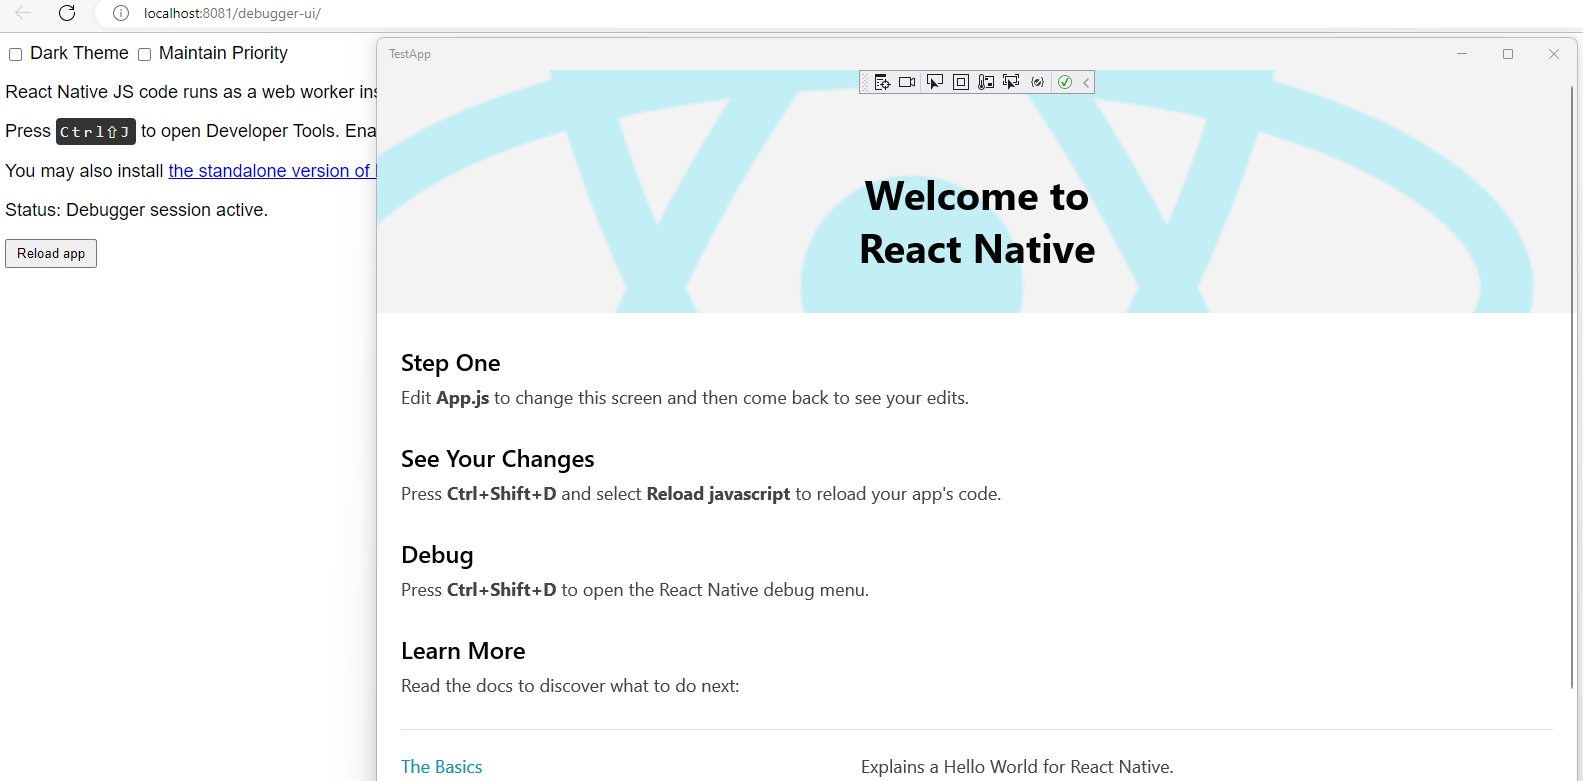 localhost:8081/debugger-ui/
Dark Theme Maintain Priority
React Native JS code runs as a web worker
Press Ctrl⇧J to open Developer Tools.
You may also install the standalone version of
Status: Debugger session active.
Reload app
TestApp
Welcome to
React Native
Step One
Edit App.js to change this screen and then come back to see your edits.
See Your Changes
Press Ctrl+Shift+D and select Reload javascript to reload your app's code.
Debug
Press Ctrl+Shift+D to open the React Native debug menu.
Learn More
Read the docs to discover what to do next:
The Basics Explains a Hello World for React Native.